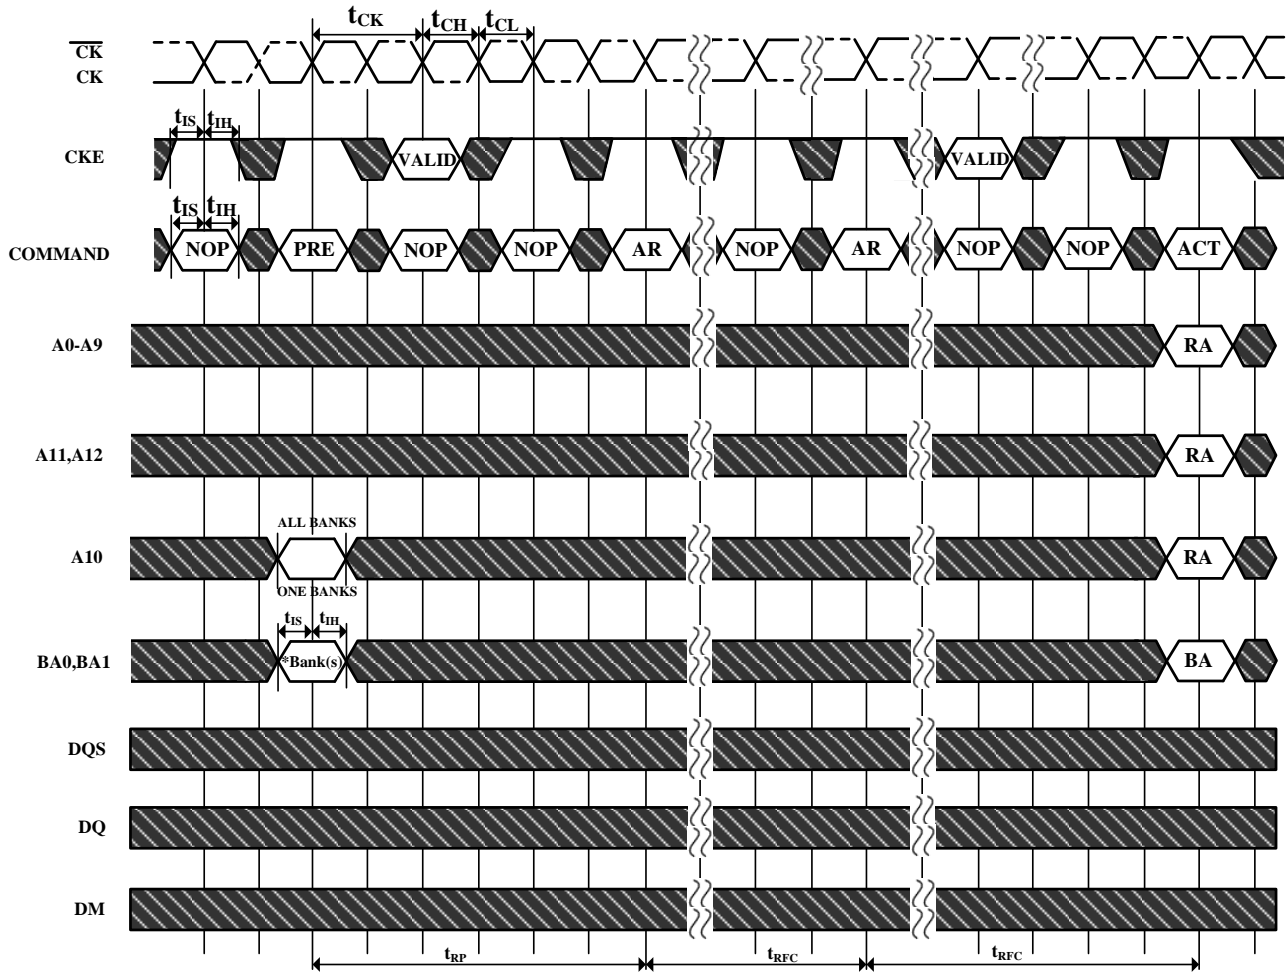 tCK tCH tCL
CK
CK
tIS tIH
CKE VALID VALID
tIS tIH
COMMAND NOP PRE NOP NOP AR NOP AR NOP NOP ACT
A0-A9 RA
A11,A12 RA
ALL BANKS
A10 RA
ONE BANKS
tIS tIH
BA0,BA1 *Bank(s) BA
DQS
DQ
DM
tRP tRFC tRFC